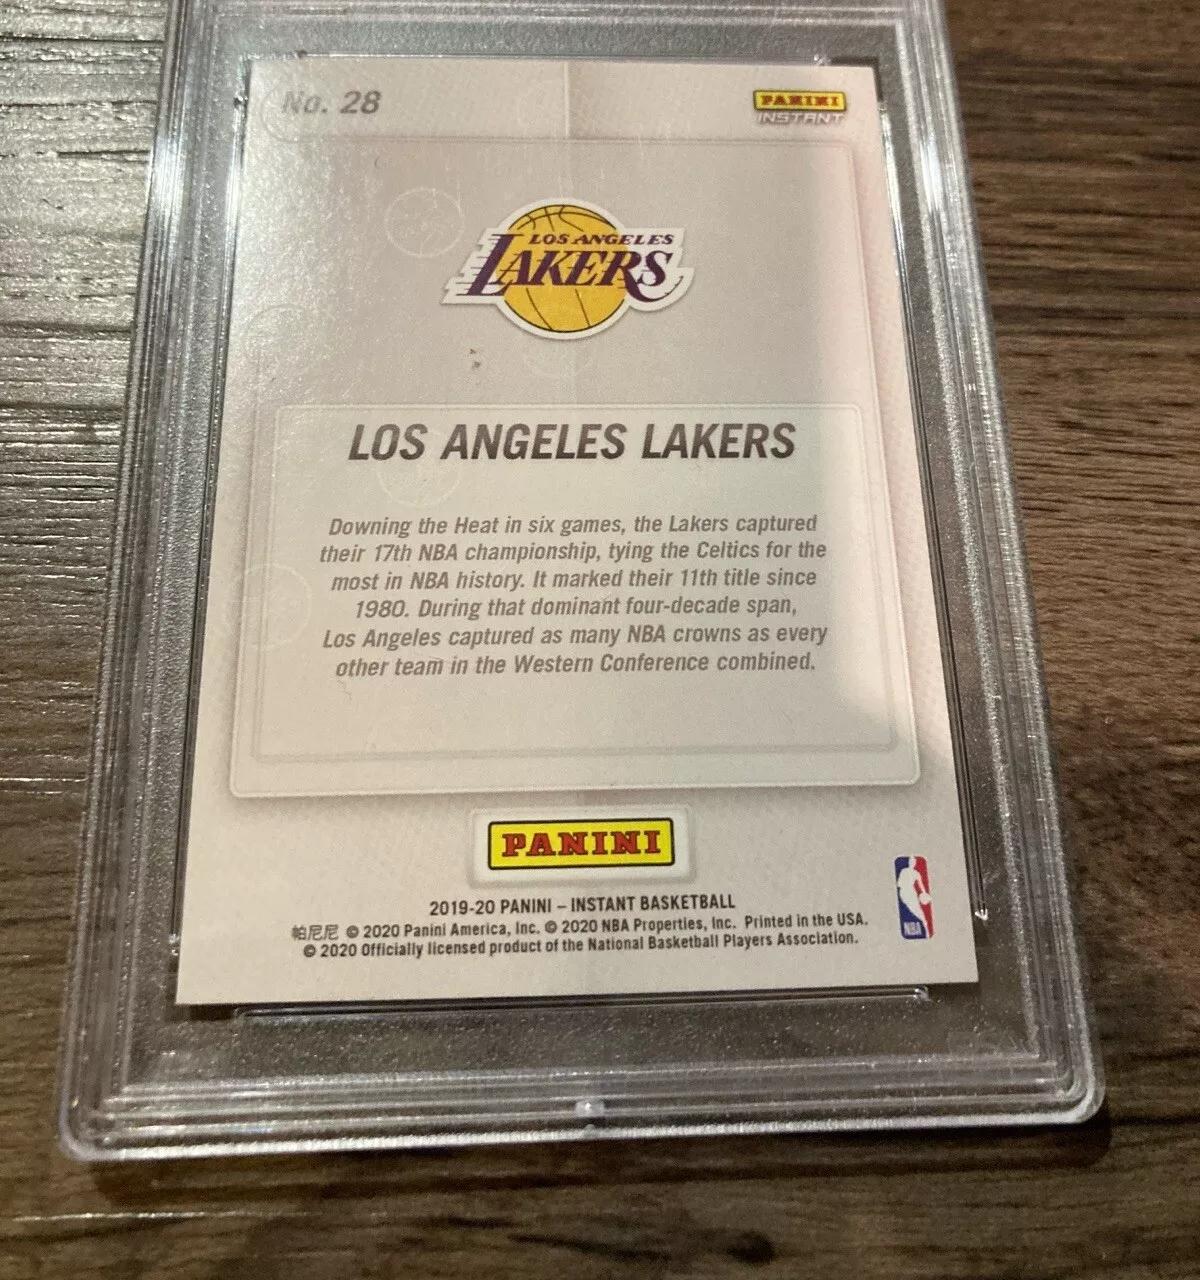 No. 28
PANINI
INSTANT
LOS ANGELES
LAKERS
LOS ANGELES LAKERS
Downing the Heat in six games, the Lakers captured
their 17th NBA championship, tying the Celtics for the
most in NBA history. It marked their 11th title since
1980. During that dominant four-decade span,
Los Angeles captured as many NBA crowns as every
other team in the Western Conference combined.
PANINI
2019-20 PANINI – INSTANT BASKETBALL
帕尼尼 © 2020 Panini America, Inc. © 2020 NBA Properties, Inc. Printed in the USA.
© 2020 Officially licensed product of the National Basketball Players Association.
NBA